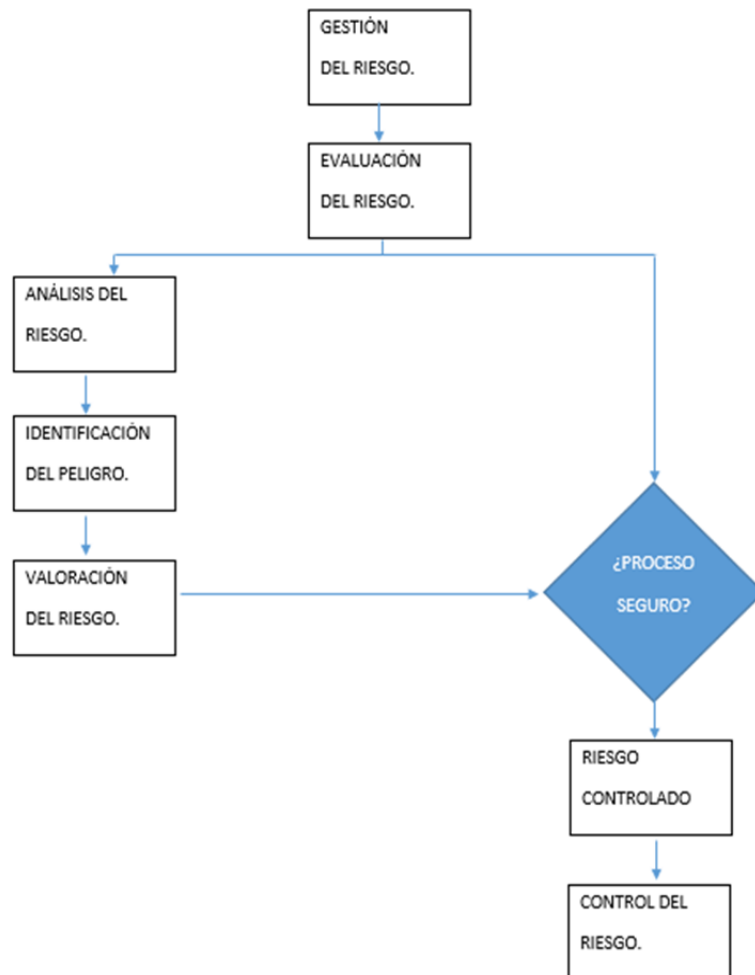 GESTIÓN
DEL RIESGO.
EVALUACIÓN
DEL RIESGO.
ANÁLISIS DEL
RIESGO.
IDENTIFICACIÓN
DEL PELIGRO.
VALORACIÓN
DEL RIESGO.
¿PROCESO
SEGURO?
RIESGO
CONTROLADO
CONTROL DEL
RIESGO.